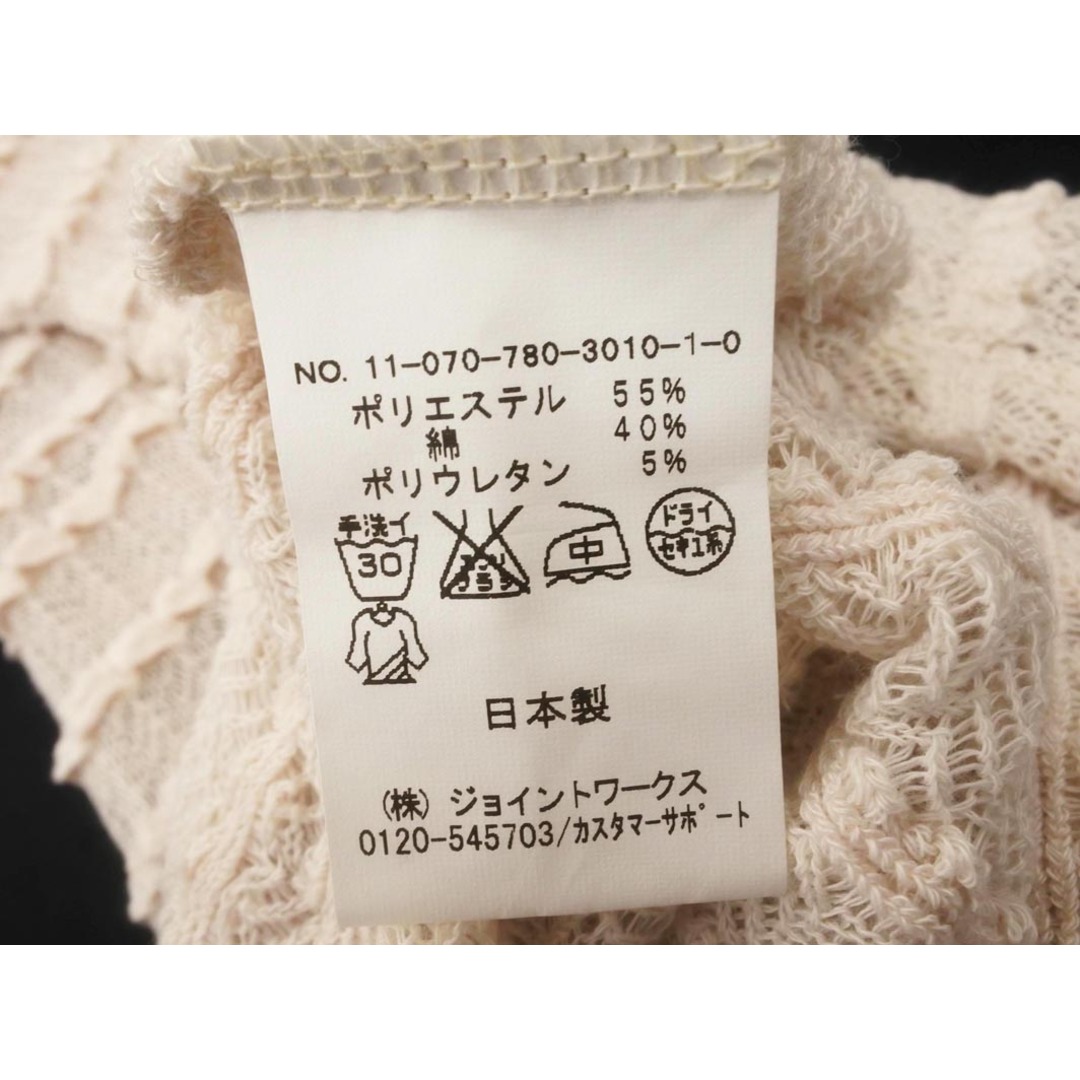 NO. 11-070-780-3010-1-0
ポリエステル 55%
綿 40%
ポリウレタン 5%
手洗イ
30
中
ドライ
セキユ系
日本製
(株) ジョイントワークス
0120-545703/カスタマーサポート